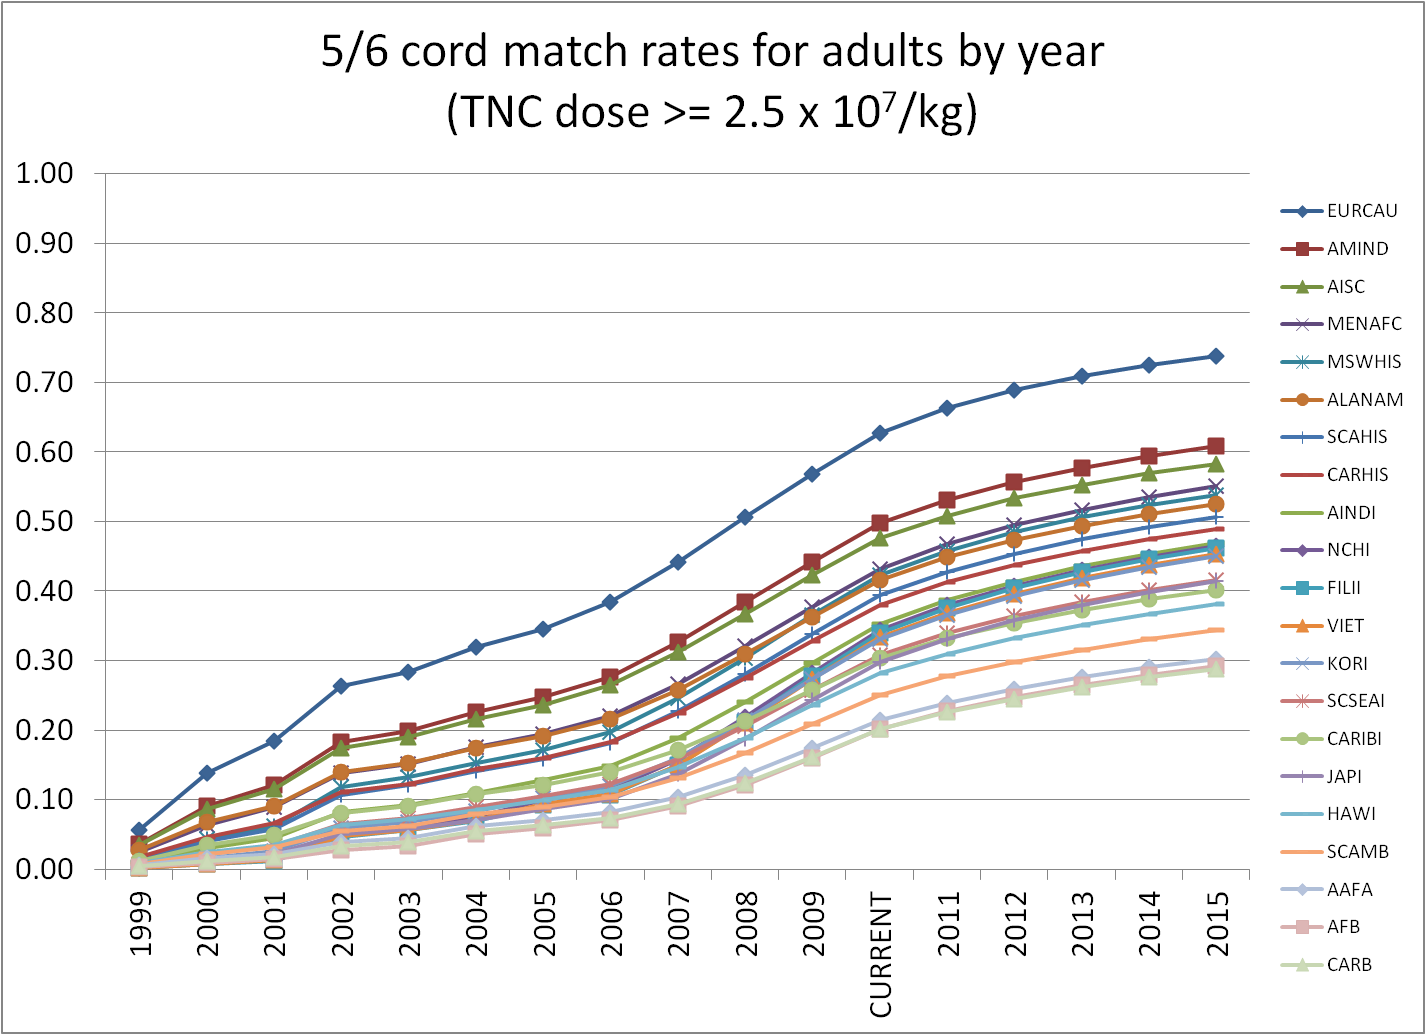 5/6 cord match rates for adults by year
(TNC dose >= 2.5 x 10⁷/kg)
1.00
0.90
0.80
0.70
0.60
0.50
0.40
0.30
0.20
0.10
0.00
1999
2000
2001
2002
2003
2004
2005
2006
2007
2008
2009
CURRENT
2011
2012
2013
2014
2015
EURCAU
AMIND
AISC
MENAFC
MSWHIS
ALANAM
SCAHIS
CARHIS
AINDI
NCHI
FILII
VIET
KORI
SCSEAI
CARIBI
JAPI
HAWI
SCAMB
AAFA
AFB
CARB